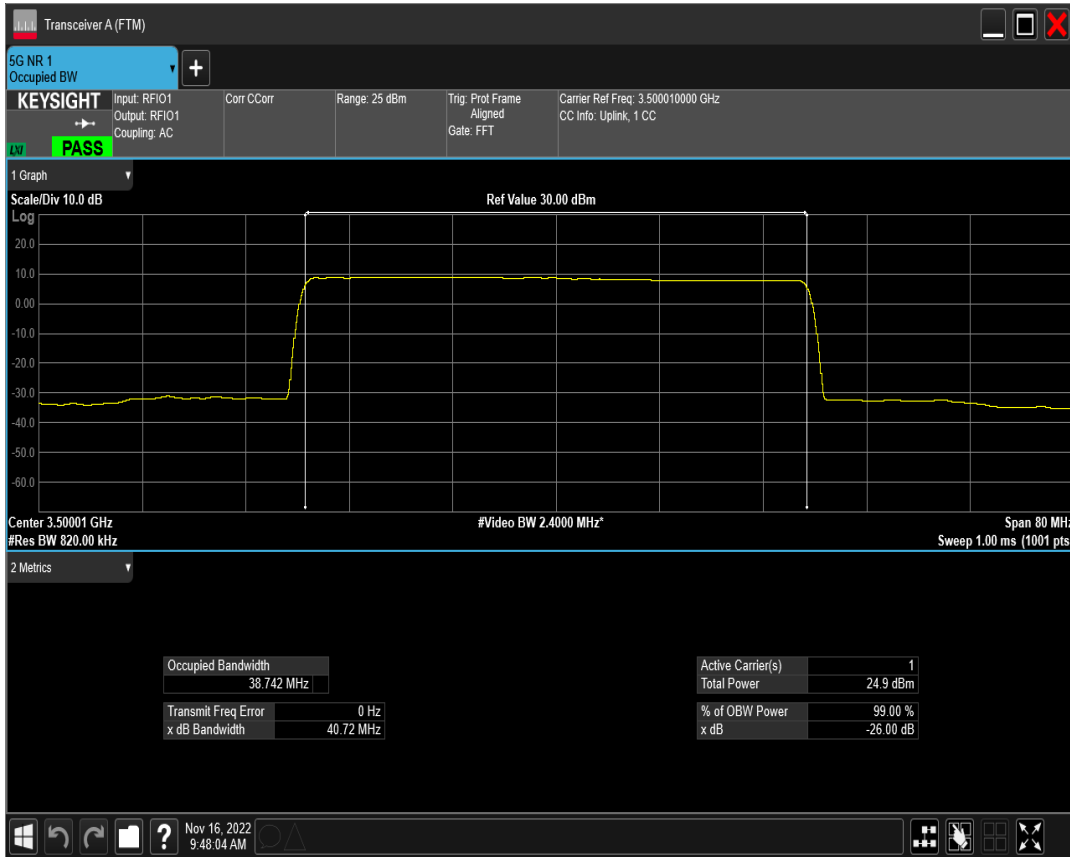 Transceiver A (FTM)
5G NR 1
Occupied BW
+
KEYSIGHT
LXI
PASS
Input: RFIO1
Output: RFIO1
Coupling: AC
Corr CCorr
Range: 25 dBm
Trig: Prot Frame
Aligned
Gate: FFT
Carrier Ref Freq: 3.500010000 GHz
CC Info: Uplink, 1 CC
1 Graph
Scale/Div 10.0 dB
Ref Value 30.00 dBm
Log
20.0
10.0
0.00
-10.0
-20.0
-30.0
-40.0
-50.0
-60.0
Center 3.50001 GHz
#Video BW 2.4000 MHz*
Span 80 MHz
#Res BW 820.00 kHz
Sweep 1.00 ms (1001 pts
2 Metrics
Occupied Bandwidth
38.742 MHz
Transmit Freq Error 0 Hz
x dB Bandwidth 40.72 MHz
Active Carrier(s) 1
Total Power 24.9 dBm
% of OBW Power 99.00 %
x dB -26.00 dB
?
Nov 16, 2022
9:48:04 AM